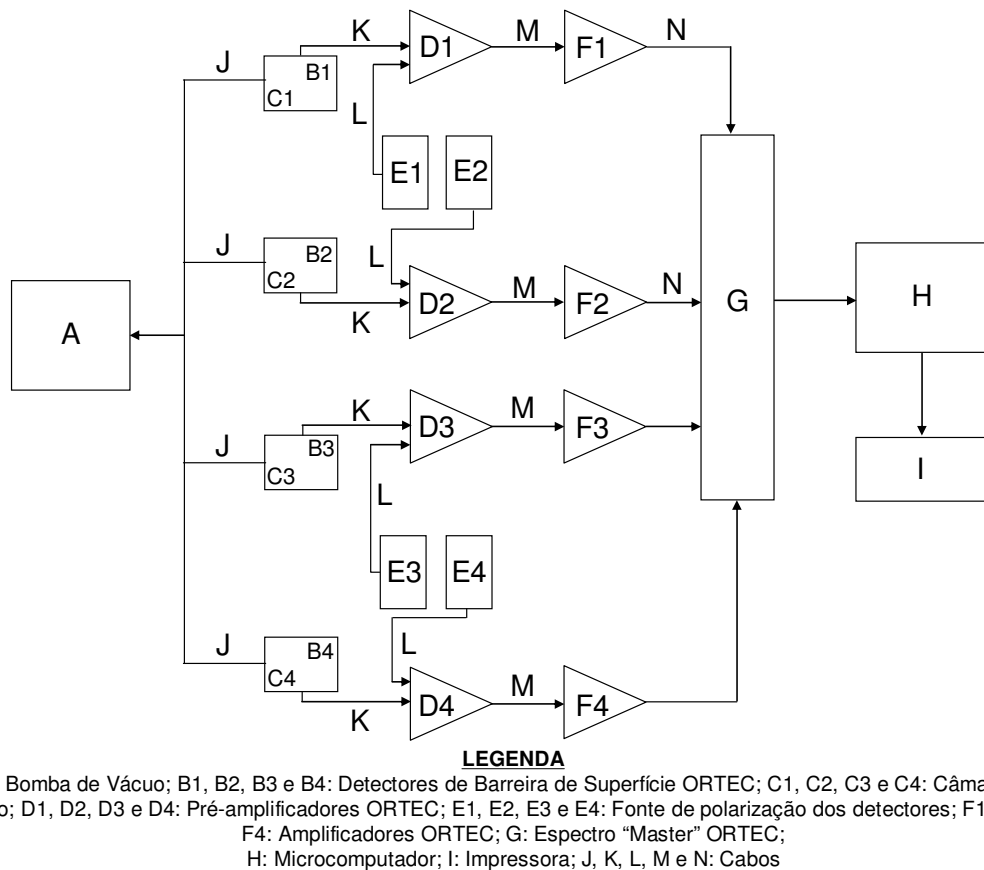 K
D1
M
F1
N
J
B1
C1
L
E1
E2
J
B2
C2
L
D2
M
F2
N
K
A
G
H
K
D3
M
F3
J
B3
C3
L
I
E3
E4
J
B4
C4
L
D4
M
F4
K
LEGENDA
Bomba de Vácuo; B1, B2, B3 e B4: Detectores de Barreira de Superfície ORTEC; C1, C2, C3 e C4:
D1, D2, D3 e D4: Pré-amplificadores ORTEC; E1, E2, E3 e E4: Fonte de polarização dos detectores; F1
F4: Amplificadores ORTEC; G: Espectro “Master” ORTEC;
H: Microcomputador; I: Impressora; J, K, L, M e N: Cabos